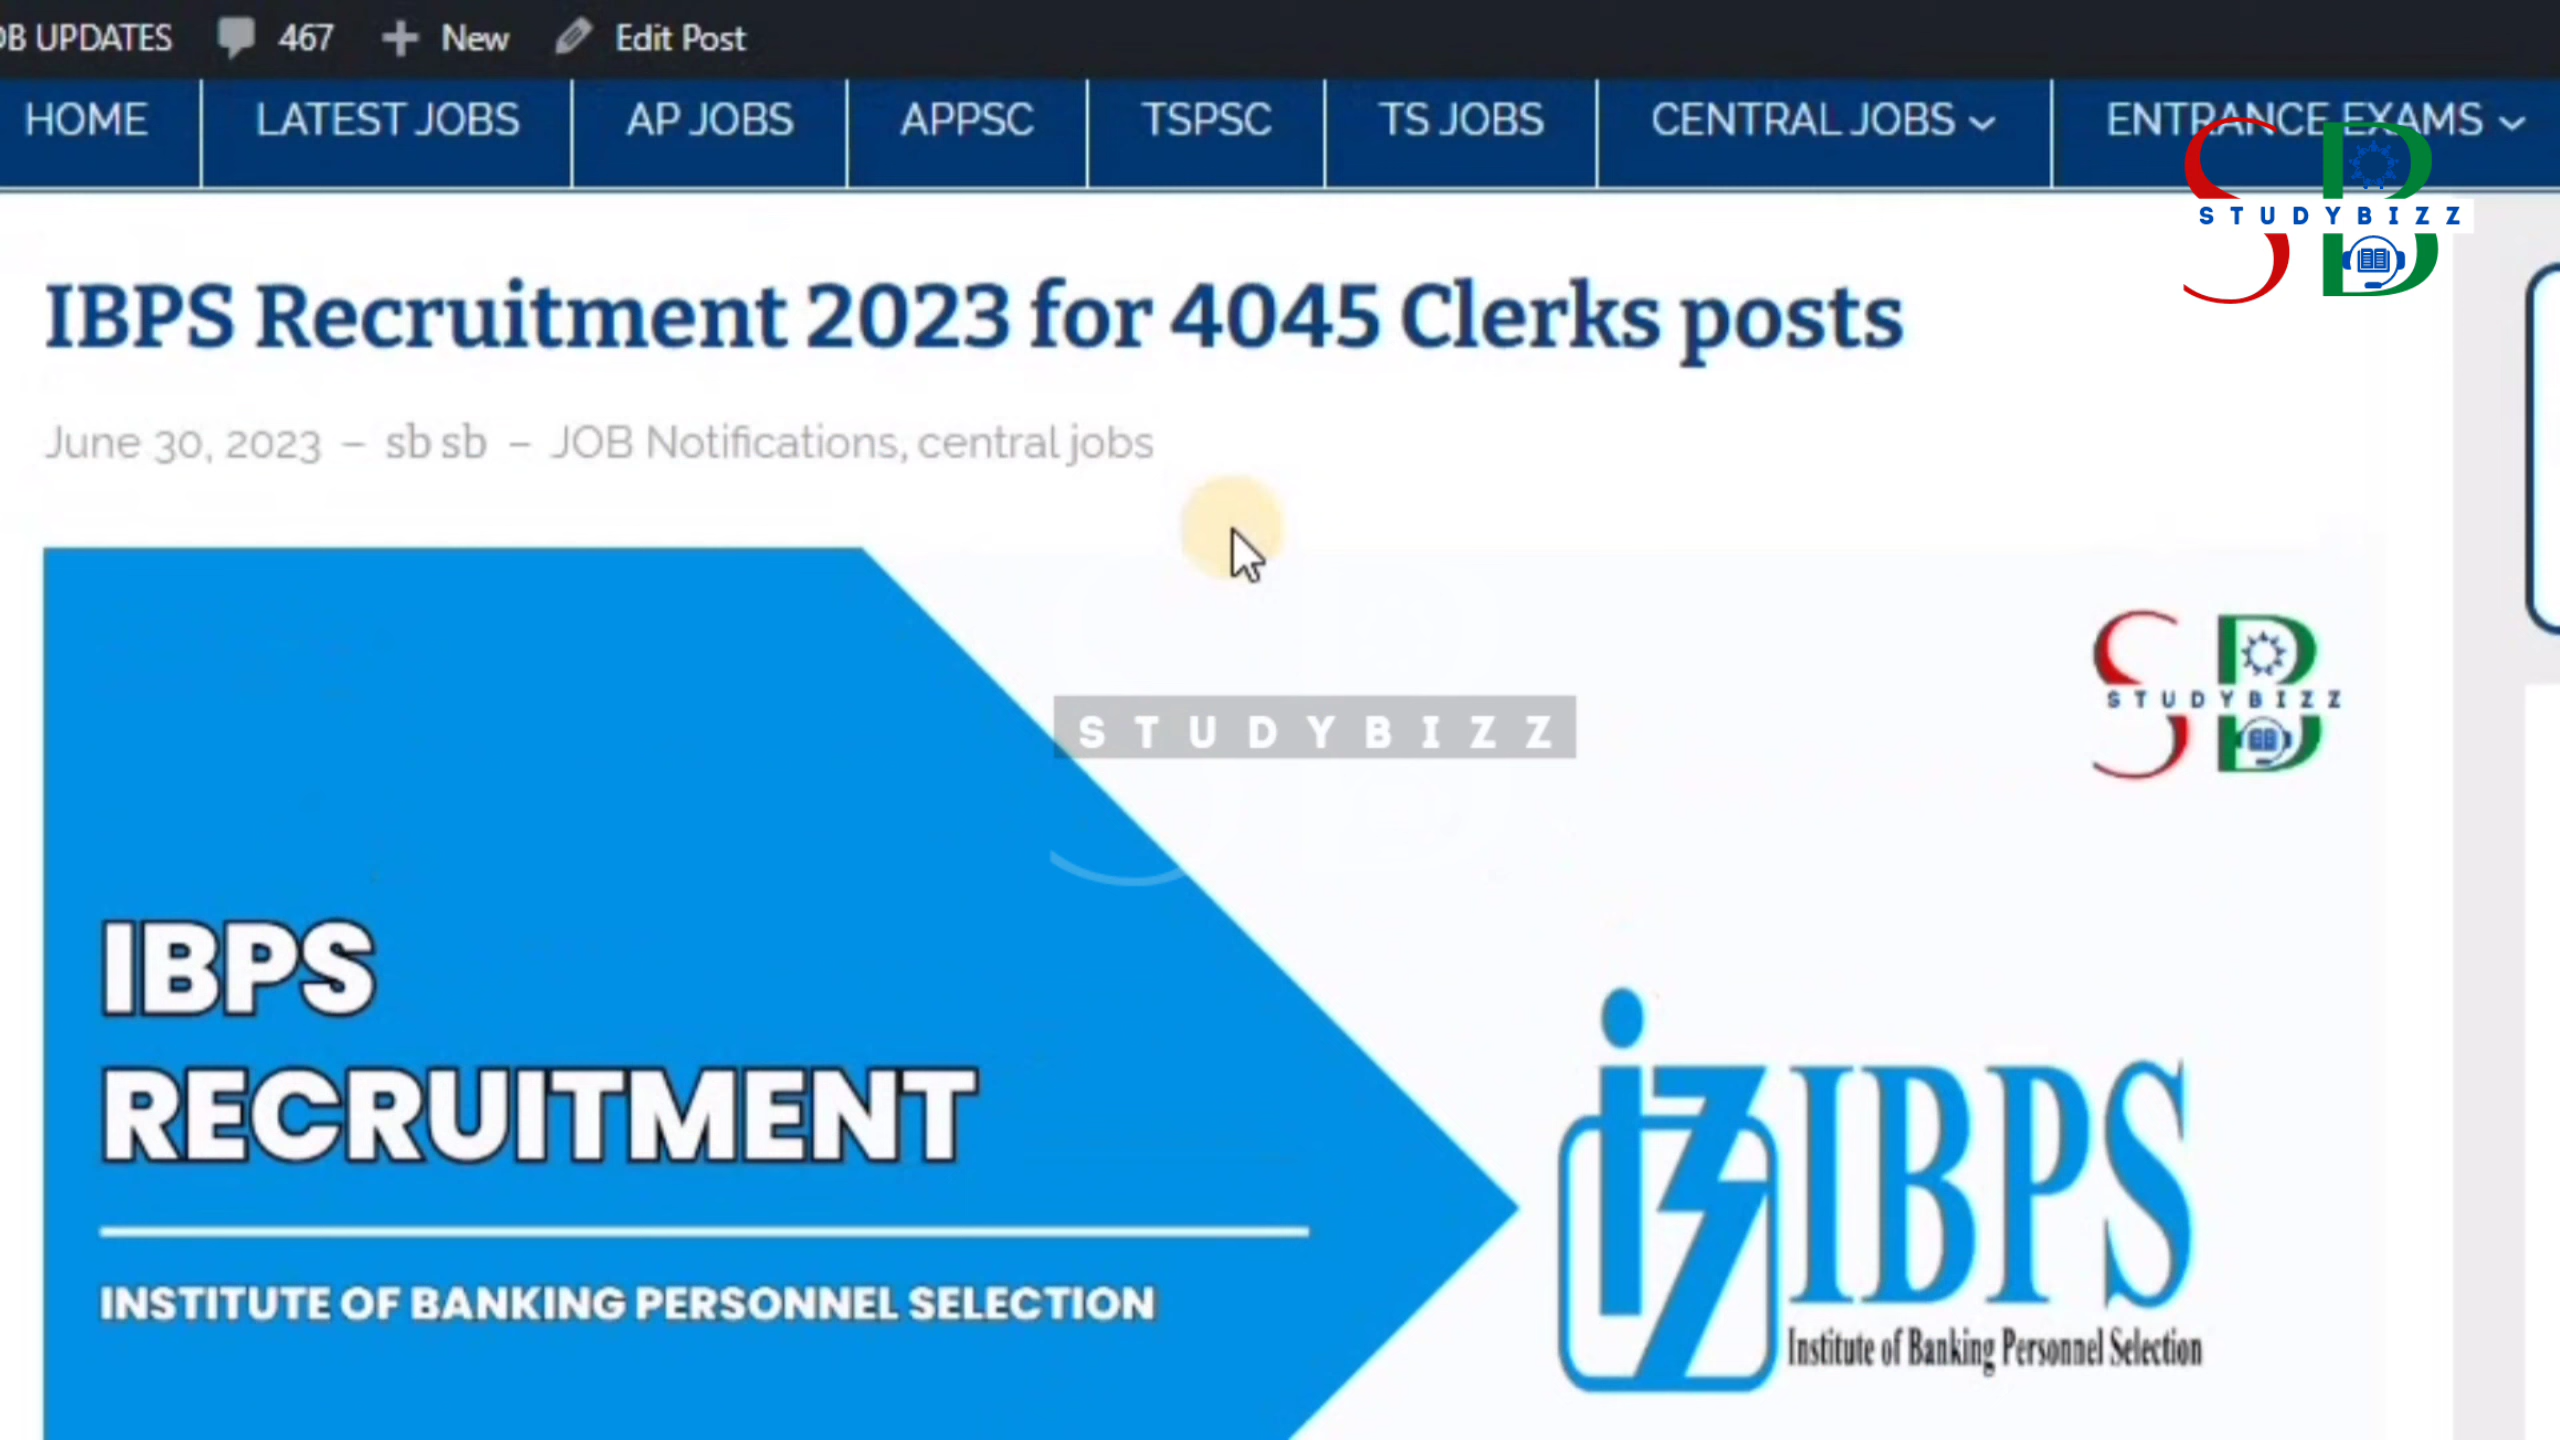 UPDATES 467 New Edit Post
HOME LATEST JOBS AP JOBS APPSC TSPSC TS JOBS CENTRAL JOBS ENTRANCE EXAMS
STUDYBIZZ
IBPS Recruitment 2023 for 4045 Clerks posts
June 30, 2023 – sb sb – JOB Notifications, central jobs
STUDYBIZZ
STUDYBIZZ
IBPS
RECRUITMENT
INSTITUTE OF BANKING PERSONNEL SELECTION
IBPS
Institute of Banking Personnel Selection